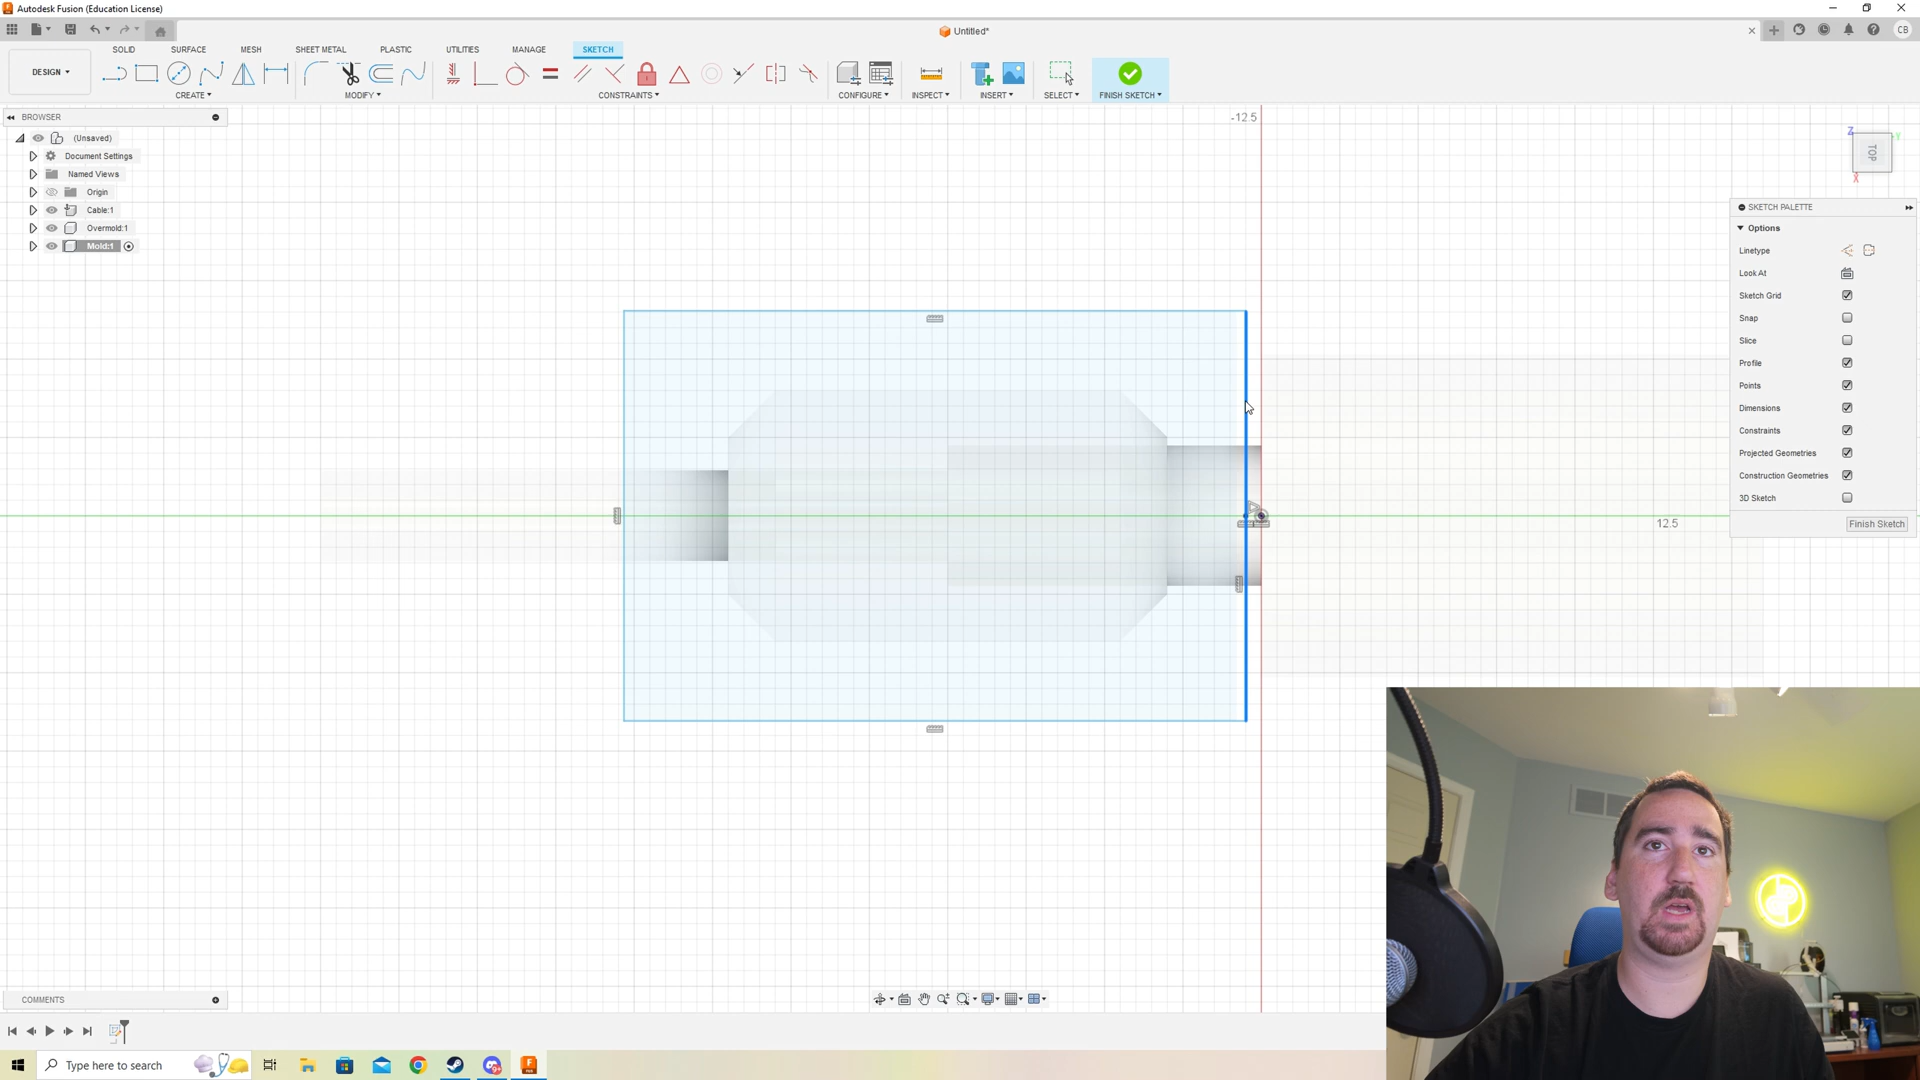 Autodesk Fusion (Education License)
Untitled*
CB
DESIGN
SOLID
SURFACE
MESH
SHEET METAL
PLASTIC
UTILITIES
MANAGE
SKETCH
CREATE
MODIFY
CONSTRAINTS
CONFIGURE
INSPECT
INSERT
SELECT
FINISH SKETCH
BROWSER
(Unsaved)
Document Settings
Named Views
Origin
Cable:1
Overmold:1
Mold:1
-12.5
12.5
Z
Y
X
TOP
SKETCH PALETTE
Options
Linetype
Look At
Sketch Grid
Snap
Slice
Profile
Points
Dimensions
Constraints
Projected Geometries
Construction Geometries
3D Sketch
Finish Sketch
COMMENTS
Type here to search